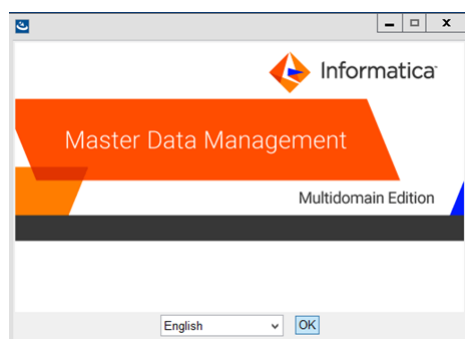 Informatica
Master Data Management
Multidomain Edition
English
OK